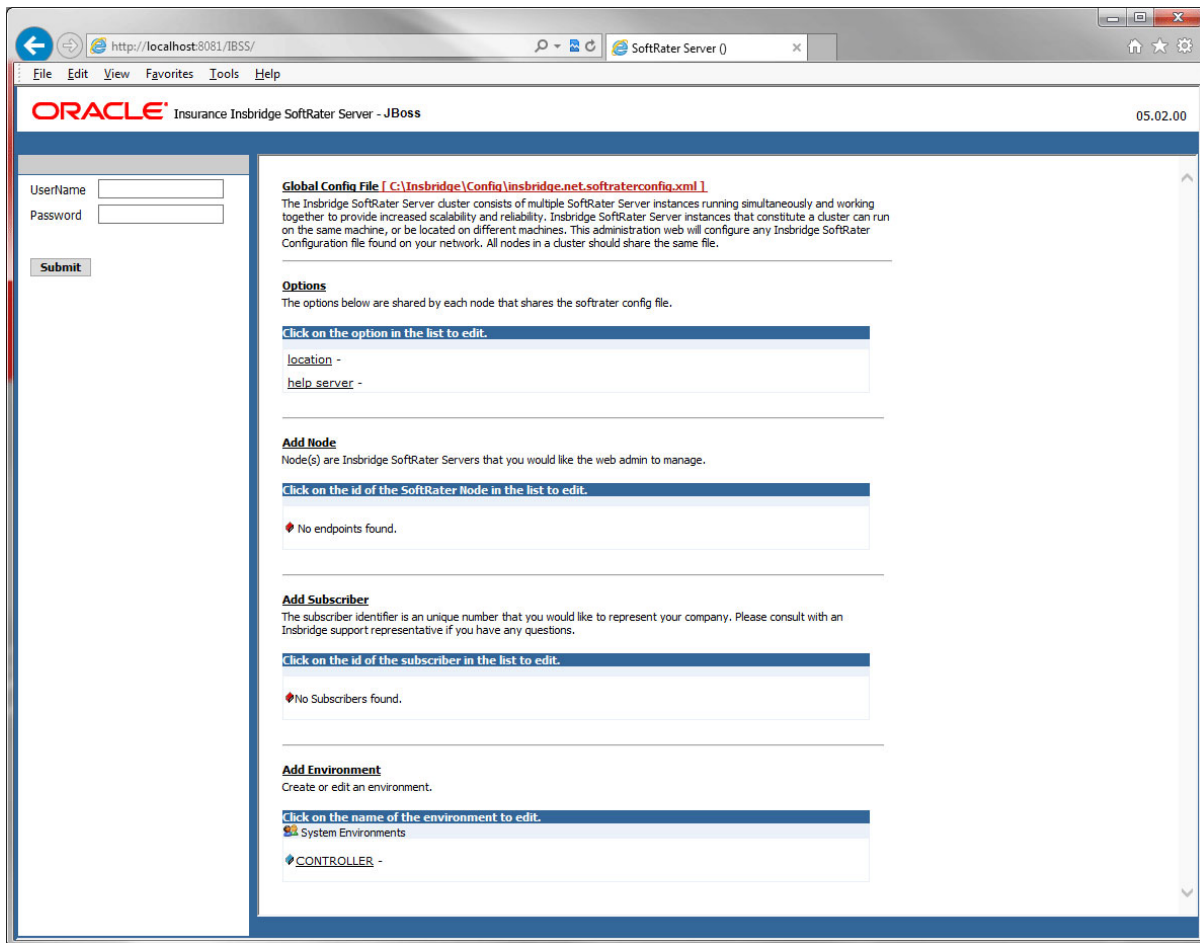 http://localhost:8081/IBSS/
SoftRater Server ()
File Edit View Favorites Tools Help
ORACLE Insurance Insbridge SoftRater Server - JBoss
05.02.00
UserName
Password
Submit
Global Config File [ C:\Insbridge\Config\insbridge.net.softraterconfig.xml ]
The Insbridge SoftRater Server cluster consists of multiple SoftRater Server instances running simultaneously and working
together to provide increased scalability and reliability. Insbridge SoftRater Server instances that constitute a cluster can run
on the same machine, or be located on different machines. This administration web will configure any Insbridge SoftRater
Configuration file found on your network. All nodes in a cluster should share the same file.
Options
The options below are shared by each node that shares the softrater config file.
Click on the option in the list to edit.
location -
help server -
Add Node
Node(s) are Insbridge SoftRater Servers that you would like the web admin to manage.
Click on the id of the SoftRater Node in the list to edit.
No endpoints found.
Add Subscriber
The subscriber identifier is an unique number that you would like to represent your company. Please consult with an
Insbridge support representative if you have any questions.
Click on the id of the subscriber in the list to edit.
No Subscribers found.
Add Environment
Create or edit an environment.
Click on the name of the environment to edit.
System Environments
CONTROLLER -